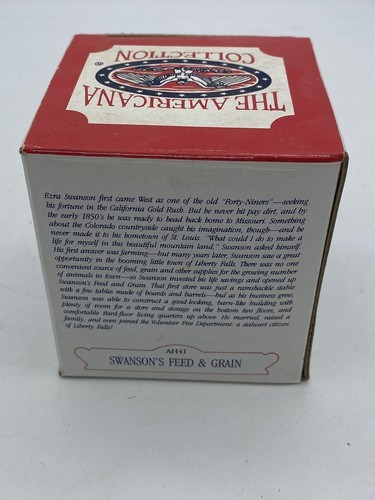 THE AMERICANA
COLLECTION®
Ezra Swanson first came West as one of the old "Forty-Niners"—seeking
his fortune in the California Gold Rush. But he never hit pay dirt, and by
the early 1850's he was ready to head back home to Missouri. Something
about the Colorado countryside caught his imagination, though—and he
never made it to his hometown of St. Louis. "What could I do to make a
life for myself in this beautiful mountain land," Swanson asked himself.
His first answer was farming—but many years later, Swanson saw a great
opportunity in the booming little town of Liberty Falls. There was no one
convenient source of feed, grain and other supplies for the growing number
of animals in town—so Swanson invested his life savings and opened up
Swanson's Feed and Grain. That first store was just a ramshackle stable
with a few tables made of boards and barrels—but as his business grew,
Swanson was able to construct a good-looking, barn-like building with
plenty of room for a store and storage on the bottom two floors, and
comfortable third-floor living quarters up above. He married, raised a
family, and even joined the Volunteer Fire Department: a stalwart citizen
of Liberty Falls!
AH41
SWANSON'S FEED & GRAIN